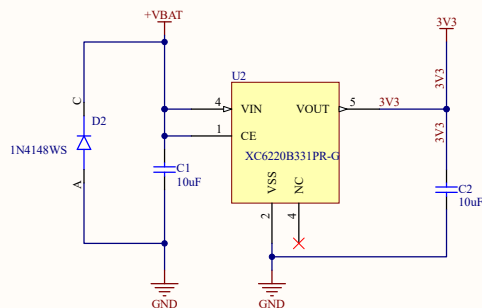 +VBAT
3V3
U2
C
4
VIN
VOUT
5
3V3
3V3
D2
1
CE
3V3
1N4148WS
XC6220B331PR-G
C1
10uF
A
VSS
NC
C2
10uF
2
4
GND
GND